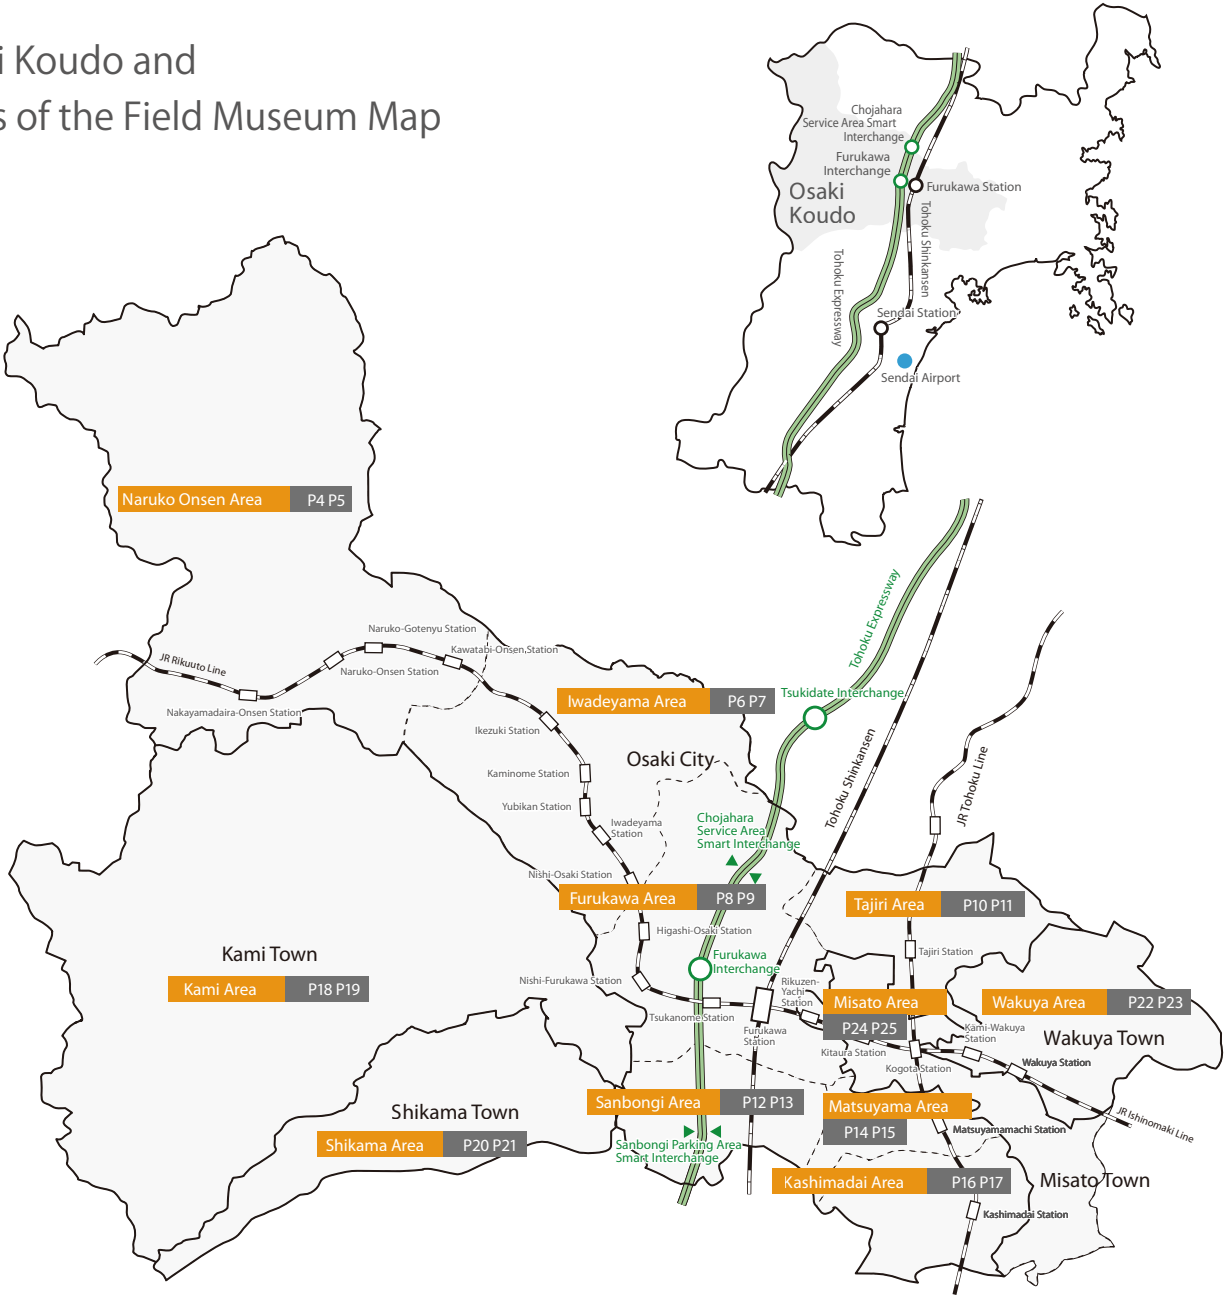 i Koudo and
s of the Field Museum Map
Chojahara
Service Area Smart
Interchange
Furukawa
Interchange
Osaki
Koudo
Furukawa Station
Tohoku Shinkansen
Tohoku Expressway
Sendai Station
Sendai Airport
Naruko Onsen Area P4 P5
Tohoku Expressway
Naruko-Gotenyu Station
Kawatabi-Onsen Station
JR Rikuuto Line
Naruko-Onsen Station
Nakayamadaira-Onsen Station
Iwadeyama Area P6 P7
Tsukidate Interchange
Ikezuki Station
Tohoku Shinkansen
JR Tohoku Line
Osaki City
Kaminome Station
Yubikan Station
Iwadeyama
Station
Chojahara
Service Area
Smart Interchange
Nishi-Osaki Station
Furukawa Area P8 P9
Tajiri Area P10 P11
Higashi-Osaki Station
Tajiri Station
Kami Town
Furukawa
Interchange
Nishi-Furukawa Station
Rikuzen-
Yachi
Station
Kami Area P18 P19
Misato Area
P24 P25
Wakuya Area P22 P23
Tsukanome Station
Furukawa
Station
Kami-Wakuya
Station
Wakuya Town
Kitaura Station
Kogota Station
Wakuya Station
Sanbongi Area P12 P13
Matsuyama Area
P14 P15
Shikama Town
JR Ishinomaki Line
Matsuyamamachi Station
Shikama Area P20 P21
Sanbongi Parking Area
Smart Interchange
Kashimadai Area P16 P17
Misato Town
Kashimadai Station